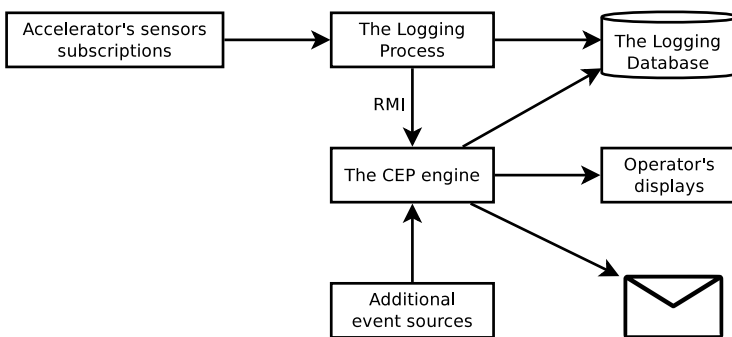 Accelerator's sensors
subscriptions
The Logging
Process
The Logging
Database
RMI
The CEP engine
Operator's
displays
Additional
event sources